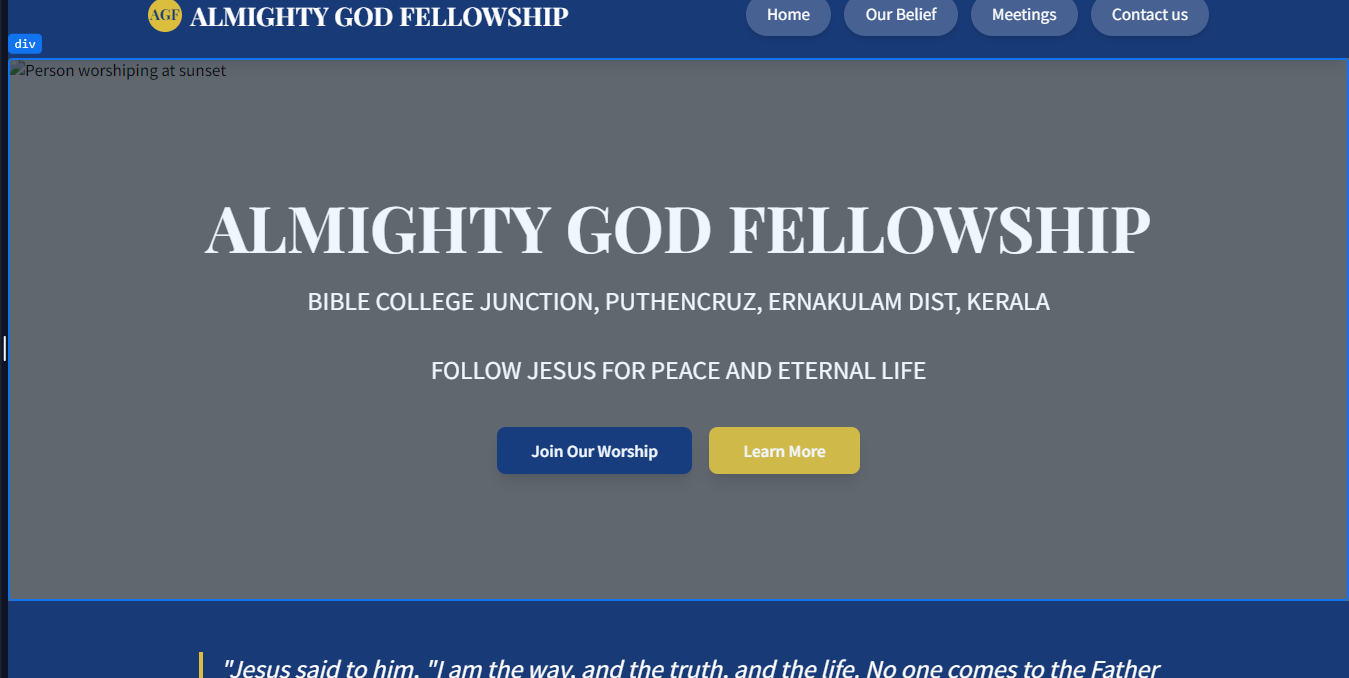 AGF ALMIGHTY GOD FELLOWSHIP Home Our Belief Meetings Contact us
div
Person worshiping at sunset
ALMIGHTY GOD FELLOWSHIP
BIBLE COLLEGE JUNCTION, PUTHENCRUZ, ERNAKULAM DIST, KERALA
FOLLOW JESUS FOR PEACE AND ETERNAL LIFE
Join Our Worship Learn More
"Jesus said to him, "I am the way, and the truth, and the life. No one comes to the Father